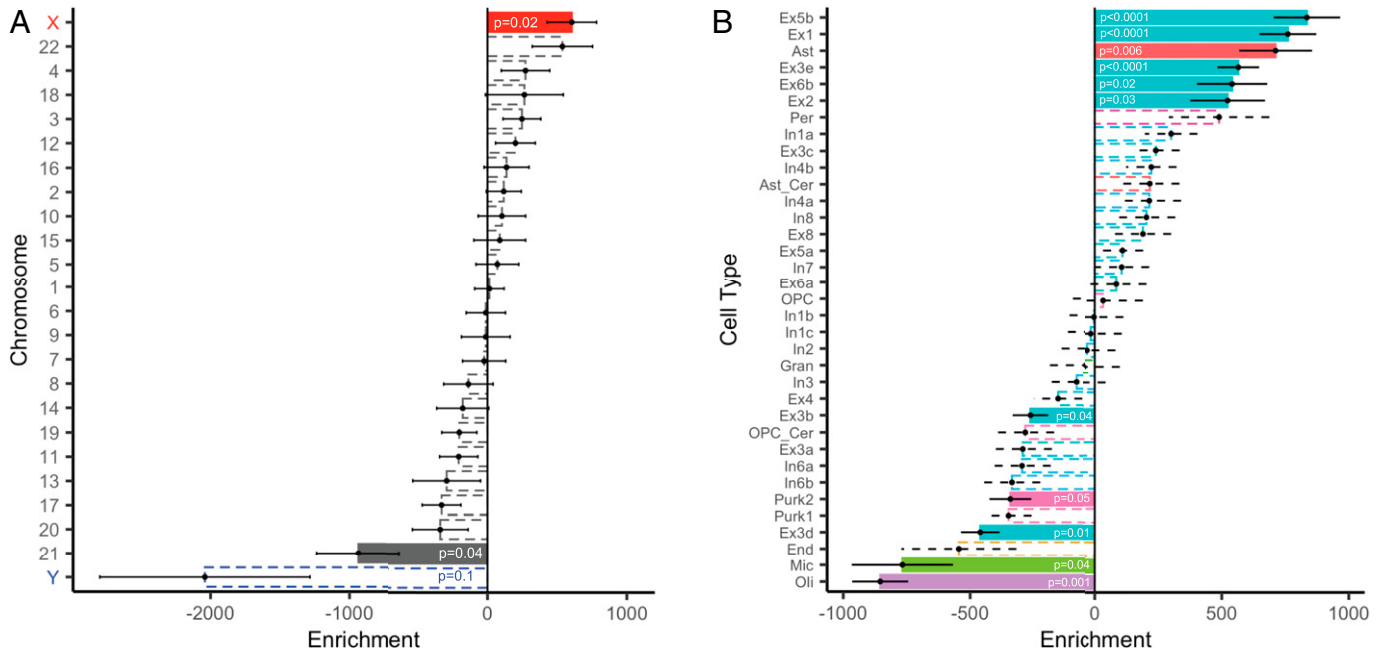 A
Chromosome
X
22
4
18
3
12
16
2
10
15
5
1
6
9
7
8
14
19
11
13
17
20
21
Y
p=0.02
p=0.04
p=0.1
-2000
-1000
0
1000
Enrichment
B
Cell Type
Ex5b
Ex1
Ast
Ex3e
Ex6b
Ex2
Per
In1a
Ex3c
In4b
Ast_Cer
In4a
In8
Ex8
Ex5a
In7
Ex6a
OPC
In1b
In1c
In2
Gran
In3
Ex4
Ex3b
OPC_Cer
Ex3a
In6a
In6b
Purk2
Purk1
Ex3d
End
Mic
Oli
p<0.0001
p<0.0001
p=0.006
p<0.0001
p=0.02
p=0.03
p=0.04
p=0.05
p=0.01
p=0.04
p=0.001
-1000
-500
0
500
1000
Enrichment